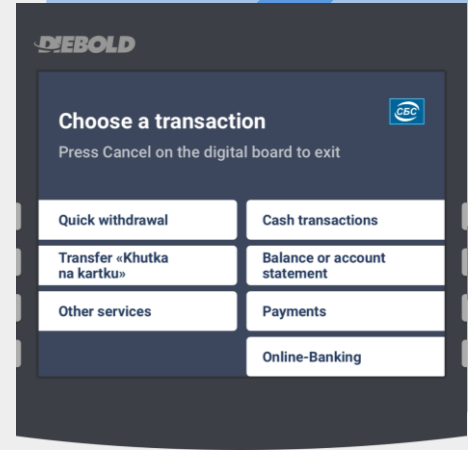 DIEBOLD
Choose a transaction
СБС
Press Cancel on the digital board to exit
Quick withdrawal
Cash transactions
Transfer «Khutka
na kartku»
Balance or account
statement
Other services
Payments
Online-Banking